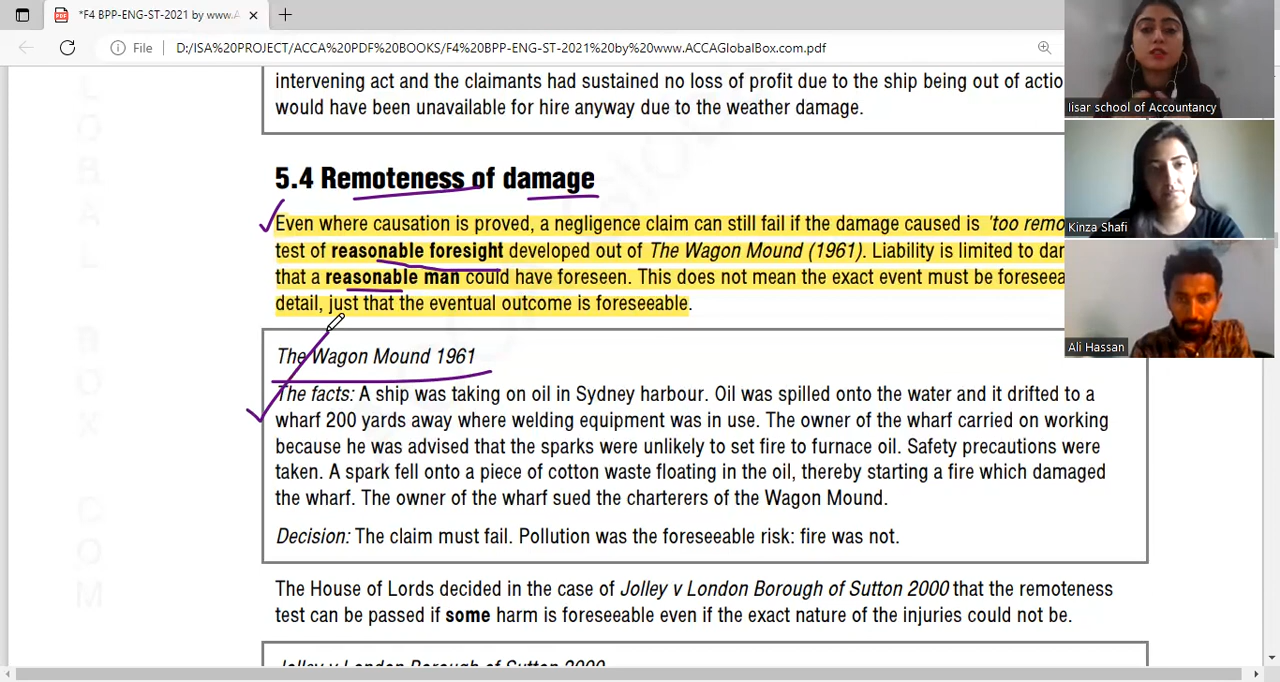 *F4 BPP-ENG-ST-2021 by www.A
File
D:/ISA%20PROJECT/ACCA%20PDF%20BOOKS/F4%20BPP-ENG-ST-2021%20by%20www.ACCAGlobalBox.com.pdf
intervening act and the claimants had sustained no loss of profit due to the ship being out of actio
would have been unavailable for hire anyway due to the weather damage.
5.4 Remoteness of damage
Even where causation is proved, a negligence claim can still fail if the damage caused is 'too remo
test of reasonable foresight developed out of The Wagon Mound (1961). Liability is limited to dam
that a reasonable man could have foreseen. This does not mean the exact event must be foreseea
detail, just that the eventual outcome is foreseeable.
The Wagon Mound 1961
The facts: A ship was taking on oil in Sydney harbour. Oil was spilled onto the water and it drifted to a
wharf 200 yards away where welding equipment was in use. The owner of the wharf carried on working
because he was advised that the sparks were unlikely to set fire to furnace oil. Safety precautions were
taken. A spark fell onto a piece of cotton waste floating in the oil, thereby starting a fire which damaged
the wharf. The owner of the wharf sued the charterers of the Wagon Mound.
Decision: The claim must fail. Pollution was the foreseeable risk: fire was not.
The House of Lords decided in the case of Jolley v London Borough of Sutton 2000 that the remoteness
test can be passed if some harm is foreseeable even if the exact nature of the injuries could not be.
Jolley v London Borough of Sutton 2000
Iisar school of Accountancy
Kinza Shafi
Ali Hassan